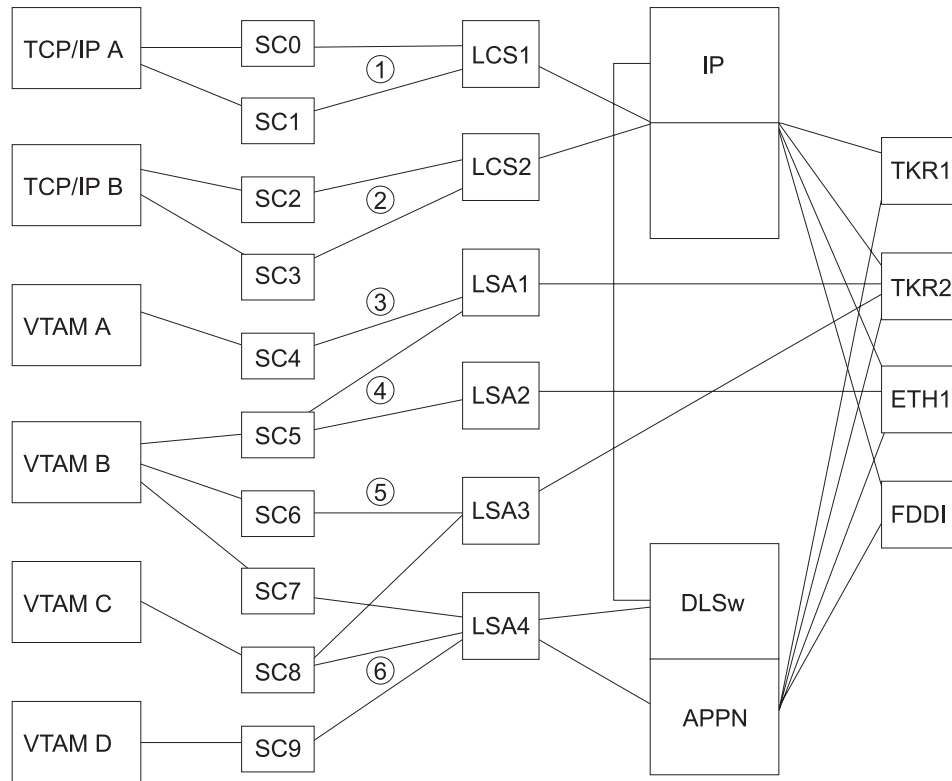 TCP/IP A
SC0
SC1
①
LCS1
IP
TCP/IP B
SC2
SC3
②
LCS2
TKR1
VTAM A
SC4
③
LSA1
TKR2
VTAM B
SC5
④
LSA2
ETH1
SC6
⑤
LSA3
FDDI
SC7
VTAM C
SC8
LSA4
DLSw
⑥
VTAM D
SC9
APPN